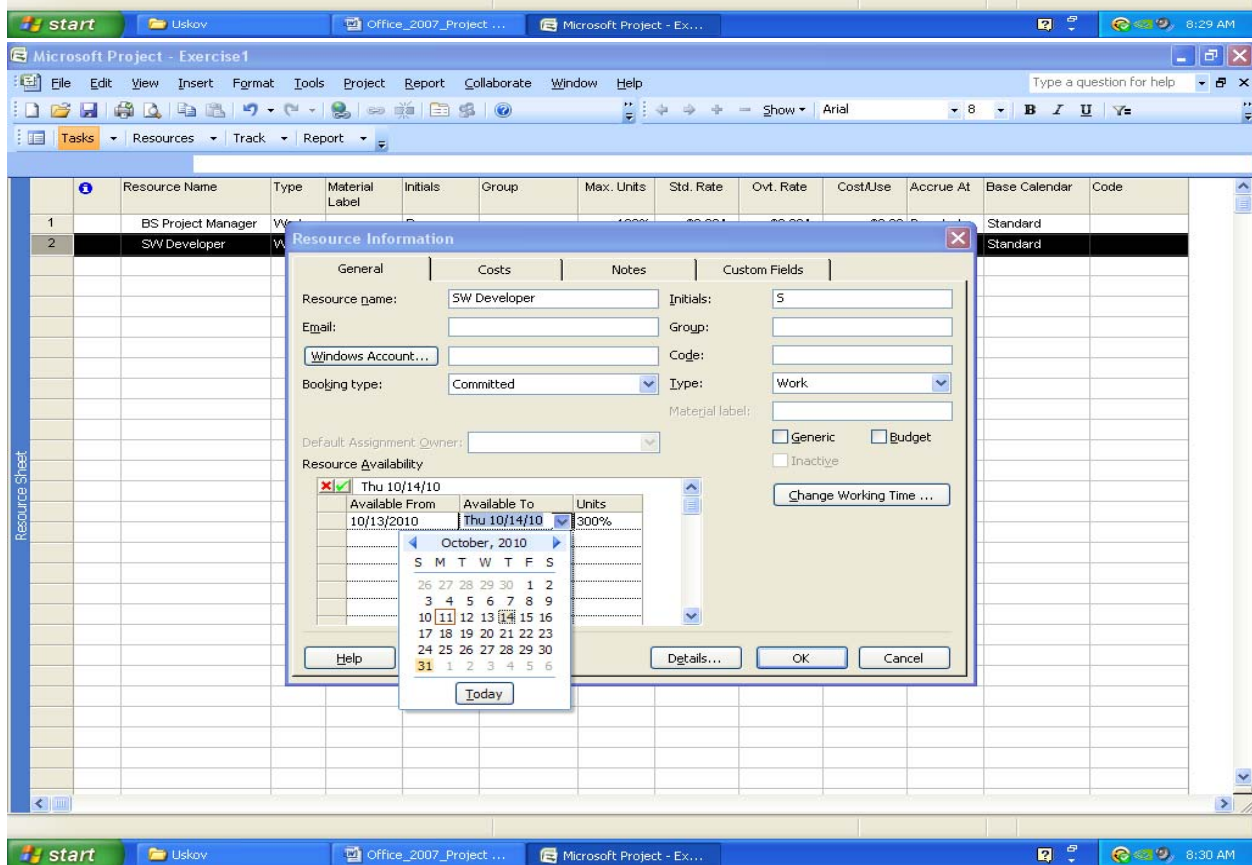 start Uskov Office_2007_Project ... Microsoft Project - Ex... 8:29 AM
Microsoft Project - Exercise1
File Edit View Insert Format Tools Project Report Collaborate Window Help Type a question for help
Show Arial 8 B I U
Tasks Resources Track Report
Resource Name Type Material Label Initials Group Max. Units Std. Rate Ovt. Rate Cost/Use Accrue At Base Calendar Code
1 BS Project Manager Standard
2 SW Developer Standard
Resource Sheet
Resource Information
General Costs Notes Custom Fields
Resource name: SW Developer Initials: S
Email: Group:
Windows Account... Code:
Booking type: Committed Type: Work
Material label:
Default Assignment Owner: Generic Budget
Resource Availability Inactive
Thu 10/14/10 Change Working Time ...
Available From Available To Units
10/13/2010 Thu 10/14/10 300%
October, 2010
S M T W T F S
26 27 28 29 30 1 2
3 4 5 6 7 8 9
10 11 12 13 14 15 16
17 18 19 20 21 22 23
24 25 26 27 28 29 30
31 1 2 3 4 5 6
Today
Help Details... OK Cancel
start Uskov Office_2007_Project ... Microsoft Project - Ex... 8:30 AM